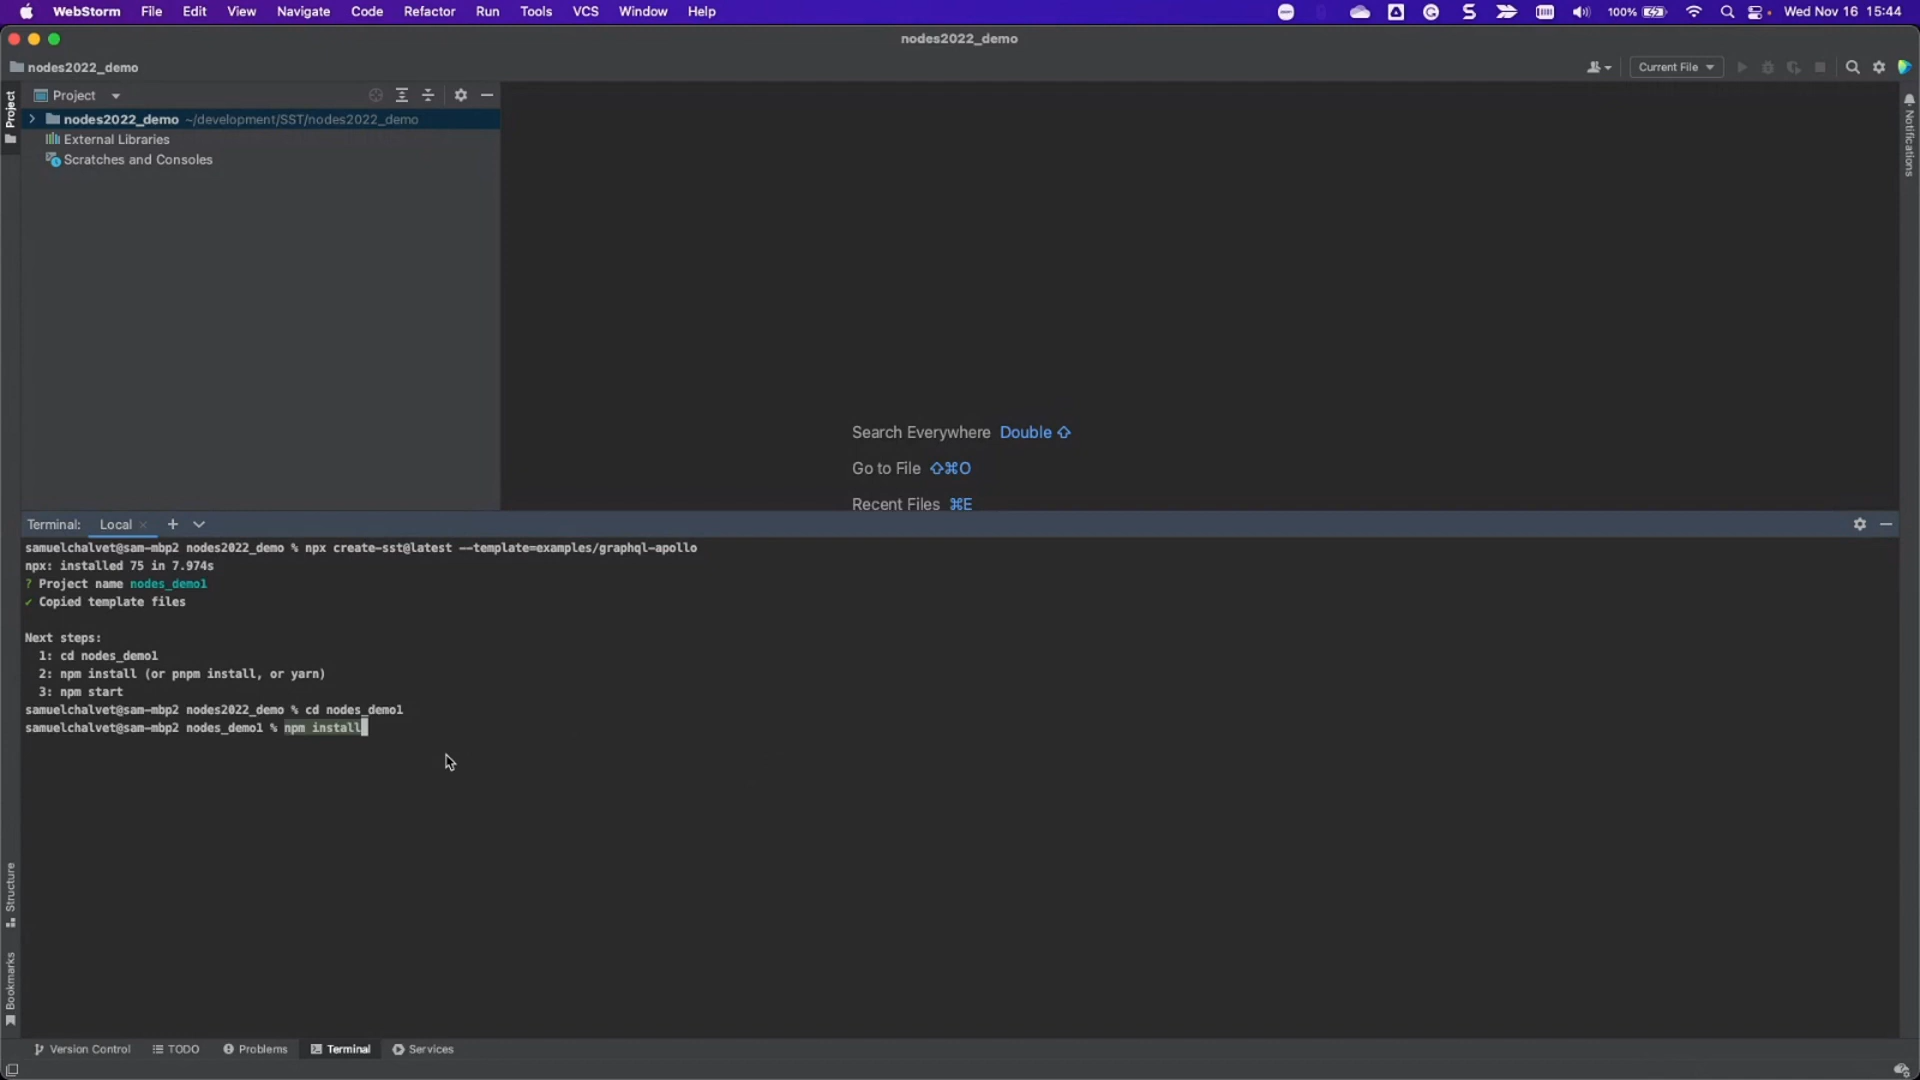 WebStorm File Edit View Navigate Code Refactor Run Tools VCS Window Help 100% Wed Nov 16 15:44
nodes2022_demo
nodes2022_demo Current File
Project
Project
nodes2022_demo ~/development/SST/nodes2022_demo
External Libraries
Scratches and Consoles
Notifications
Search Everywhere Double ⇧
Go to File ⇧⌘O
Recent Files ⌘E
Terminal: Local
samuelchalvet@sam-mbp2 nodes2022_demo % npx create-sst@latest --template=examples/graphql-apollo
npx: installed 75 in 7.974s
? Project name nodes_demo1
✓ Copied template files
Next steps:
1: cd nodes_demo1
2: npm install (or pnpm install, or yarn)
3: npm start
samuelchalvet@sam-mbp2 nodes2022_demo % cd nodes_demo1
samuelchalvet@sam-mbp2 nodes_demo1 % npm install
Structure
Bookmarks
Version Control TODO Problems Terminal Services